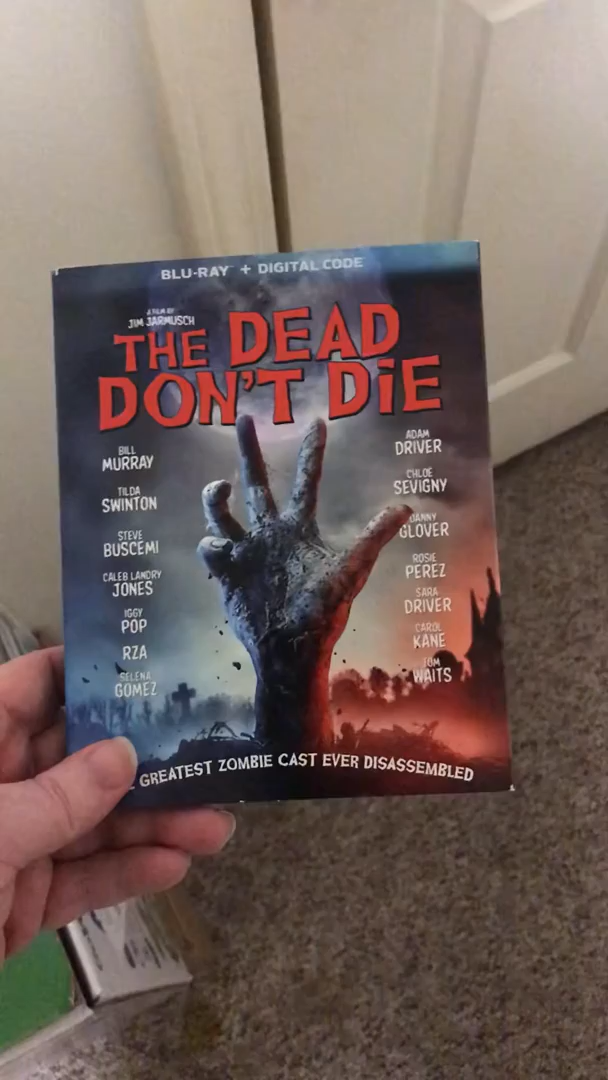 BLU-RAY™ + DIGITAL CODE
A FILM BY
JIM JARMUSCH
THE DEAD
DON'T DiE
BILL
MURRAY
TILDA
SWINTON
STEVE
BUSCEMI
CALEB LANDRY
JONES
IGGY
POP
RZA
SELENA
GOMEZ
ADAM
DRIVER
CHLOE
SEVIGNY
DANNY
GLOVER
ROSIE
PEREZ
SARA
DRIVER
CAROL
KANE
TOM
WAITS
GREATEST ZOMBIE CAST EVER DISASSEMBLED